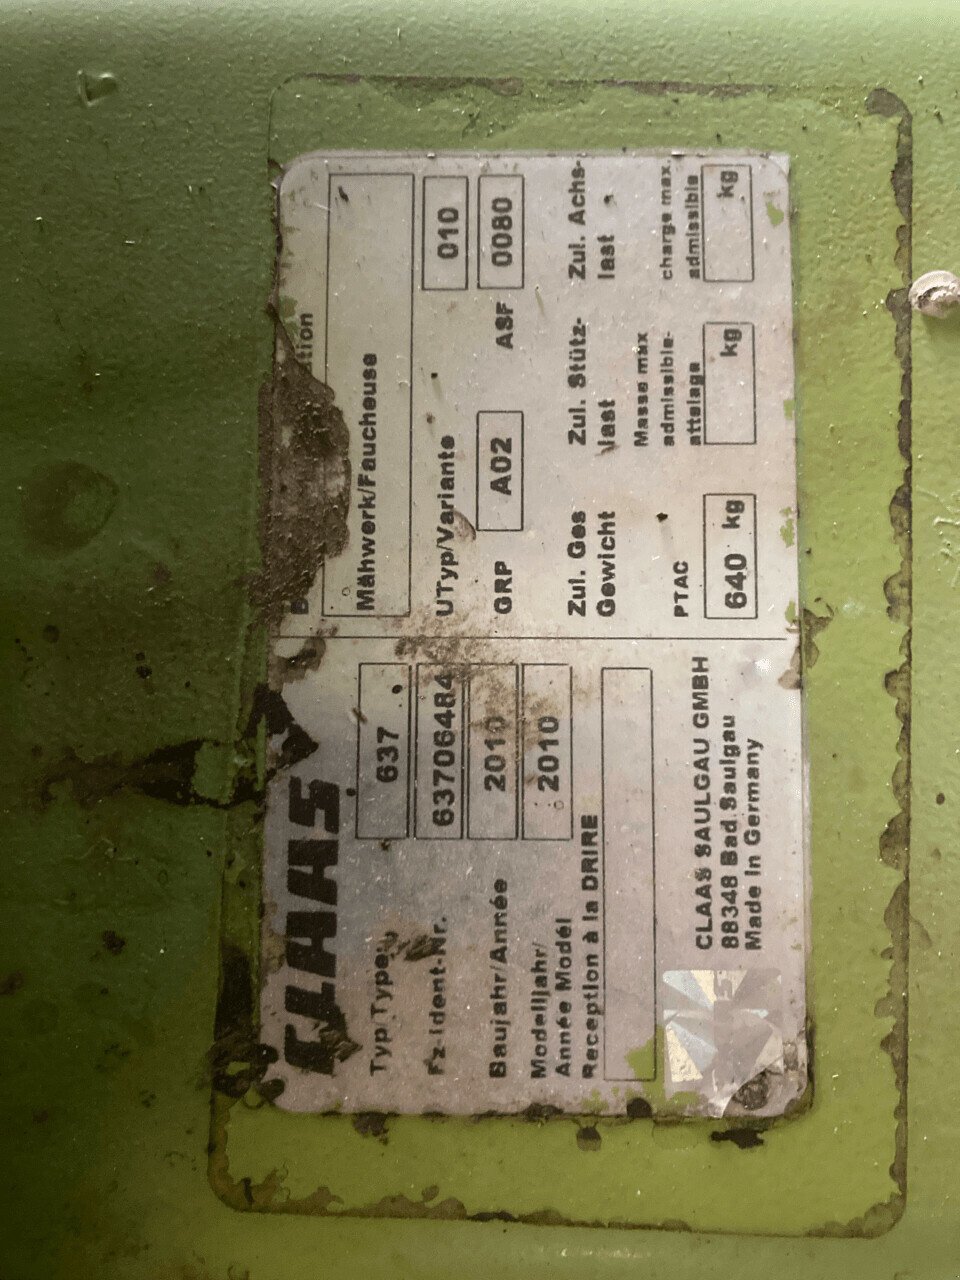 CLAAS
Typ Type
637
Fz-Ident-Nr.
63706484
Baujahr/Année
2010
Modelljahr/
Année Modél
2010
Reception à la DRIRE
CLAAS SAULGAU GMBH
88348 Bad Saulgau
Made in Germany
Mähwerk/Faucheuse
UTyp/Variante
010
GRP
A02
ASF
0080
Zul. Ges
Gewicht
PTAC
640 kg
Zul. Stütz-
last
Masse max
admissible-
attelage
kg
Zul. Achs-
last
charge max.
admissible
kg